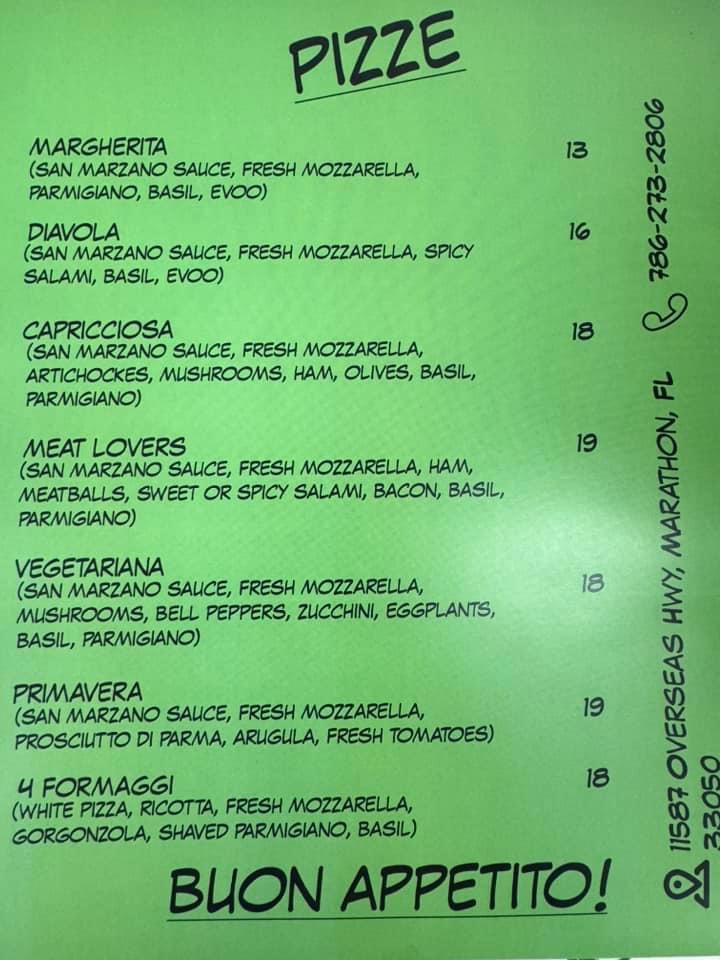 PIZZE
MARGHERITA 13
(SAN MARZANO SAUCE, FRESH MOZZARELLA,
PARMIGIANO, BASIL, EVOO)
DIAVOLA 16
(SAN MARZANO SAUCE, FRESH MOZZARELLA, SPICY
SALAMI, BASIL, EVOO)
CAPRICCIOSA 18
(SAN MARZANO SAUCE, FRESH MOZZARELLA,
ARTICHOCKES, MUSHROOMS, HAM, OLIVES, BASIL,
PARMIGIANO)
MEAT LOVERS 19
(SAN MARZANO SAUCE, FRESH MOZZARELLA, HAM,
MEATBALLS, SWEET OR SPICY SALAMI, BACON, BASIL,
PARMIGIANO)
VEGETARIANA 18
(SAN MARZANO SAUCE, FRESH MOZZARELLA,
MUSHROOMS, BELL PEPPERS, ZUCCHINI, EGGPLANTS,
BASIL, PARMIGIANO)
PRIMAVERA 19
(SAN MARZANO SAUCE, FRESH MOZZARELLA,
PROSCIUTTO DI PARMA, ARUGULA, FRESH TOMATOES)
4 FORMAGGI 18
(WHITE PIZZA, RICOTTA, FRESH MOZZARELLA,
GORGONZOLA, SHAVED PARMIGIANO, BASIL)
BUON APPETITO!
11587 OVERSEAS HWY, MARATHON, FL
33050
786-273-2806